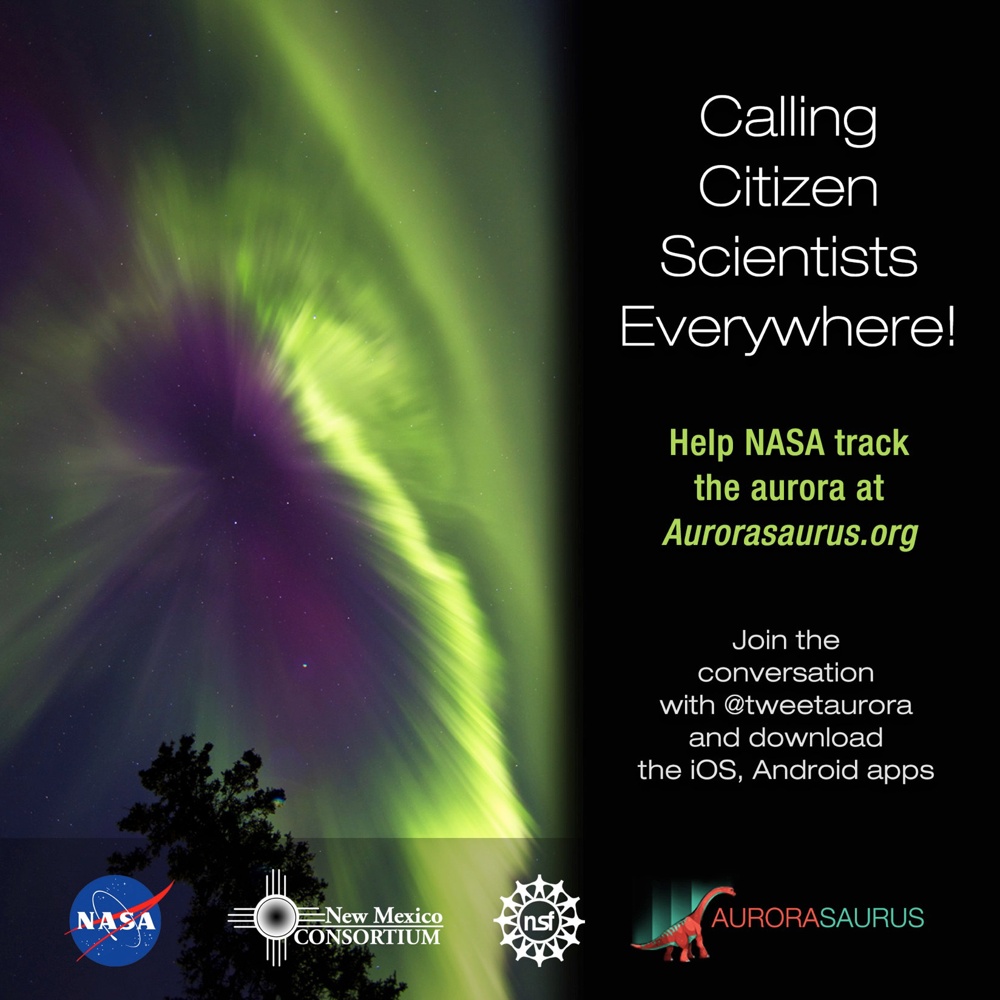 Calling
Citizen
Scientists
Everywhere!
Help NASA track
the aurora at
Aurorasaurus.org
Join the
conversation
with @tweetaurora
and download
the iOS, Android apps
NASA
New Mexico
CONSORTIUM
nsf
AURORASAURUS